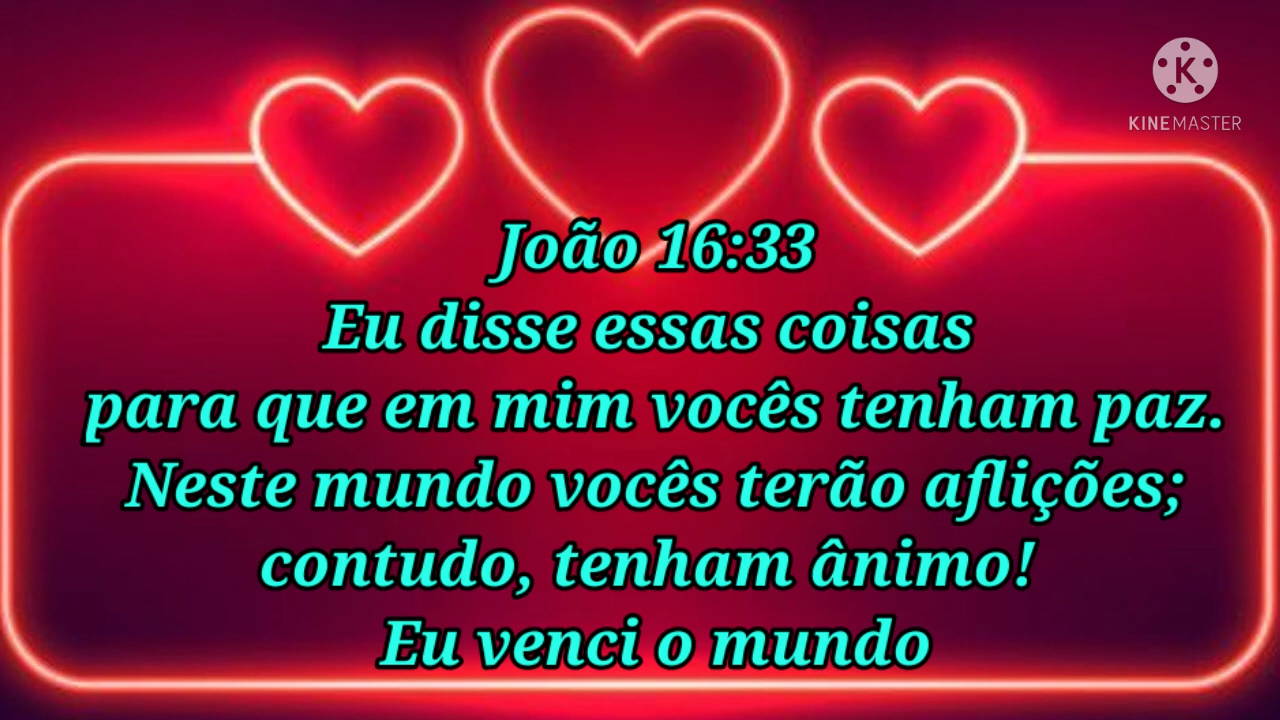 K
KINEMASTER
João 16:33
Eu disse essas coisas
para que em mim vocês tenham paz.
Neste mundo vocês terão aflições;
contudo, tenham ânimo!
Eu venci o mundo